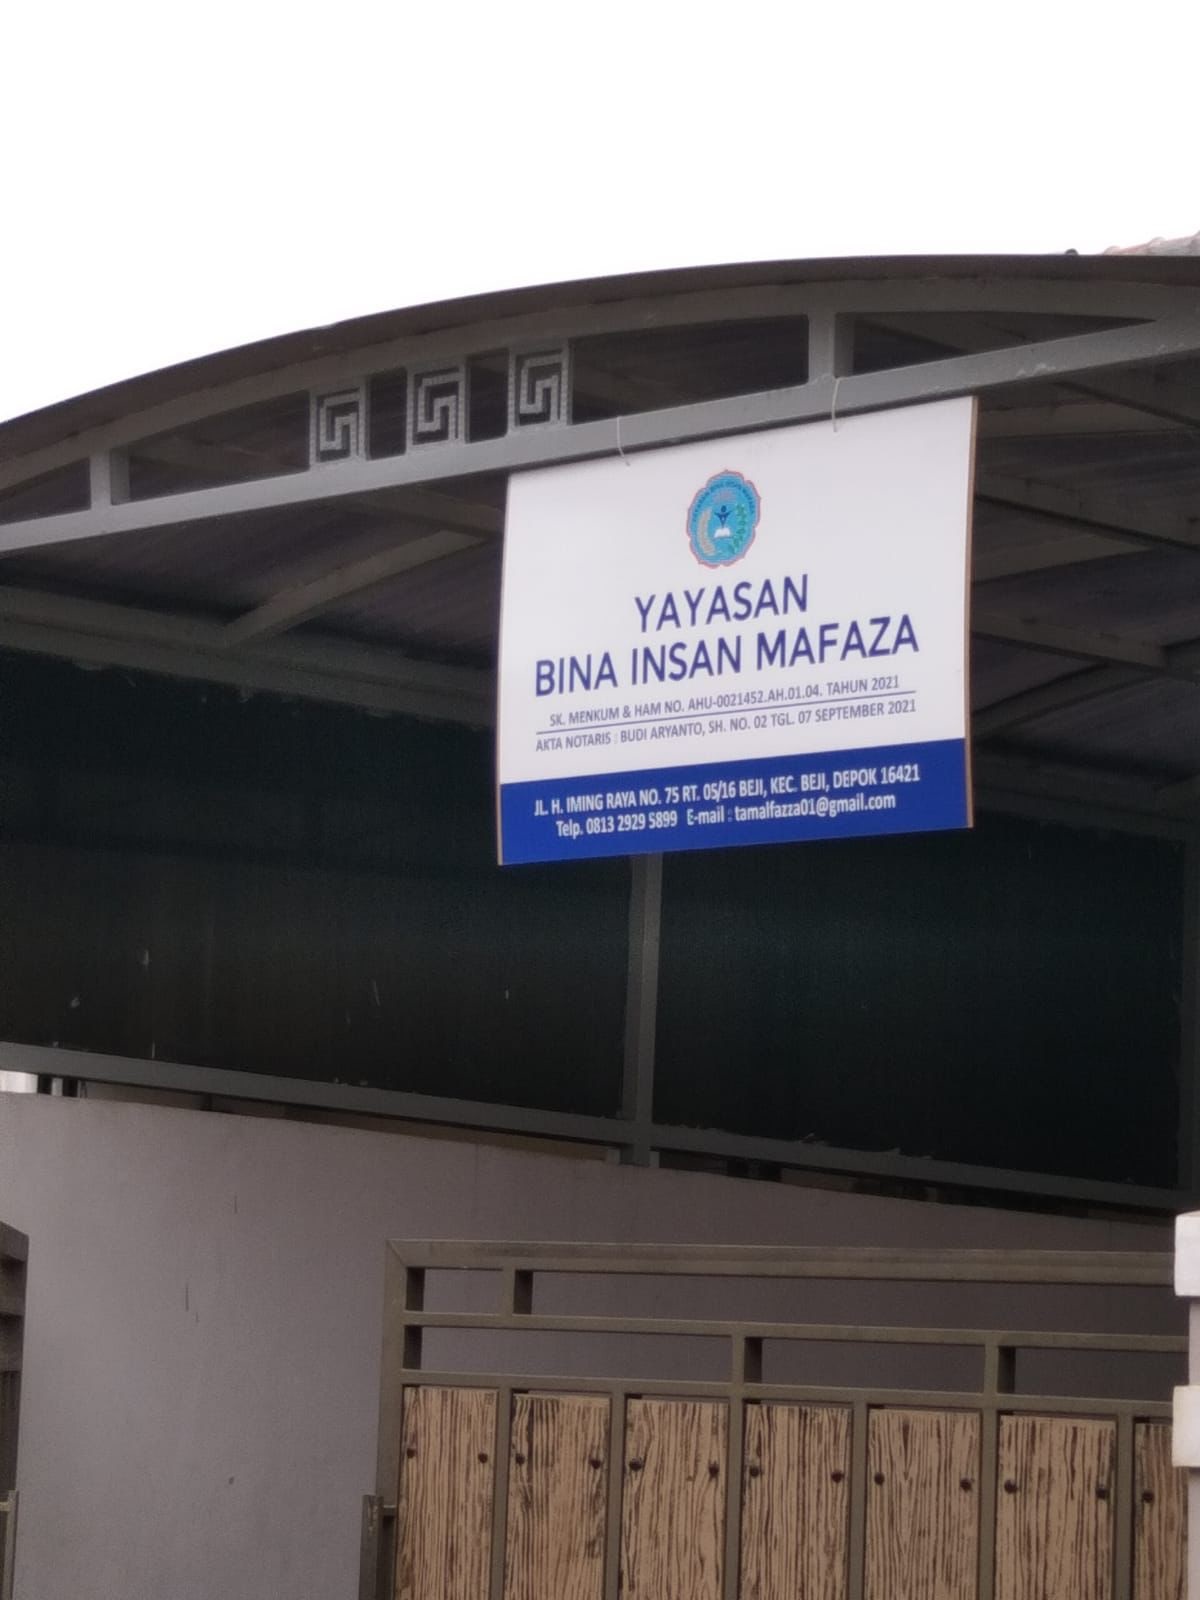 YAYASAN
BINA INSAN MAFAZA
SK. MENKUM & HAM NO. AHU-0021452.AH.01.04. TAHUN 2021
AKTA NOTARIS : BUDI ARYANTO, SH. NO. 02 TGL. 07 SEPTEMBER 2021
JL. H. IMING RAYA NO. 75 RT. 05/16 BEJI, KEC. BEJI, DEPOK 16421
Telp. 0813 2929 5899 E-mail : tamalfazza01@gmail.com